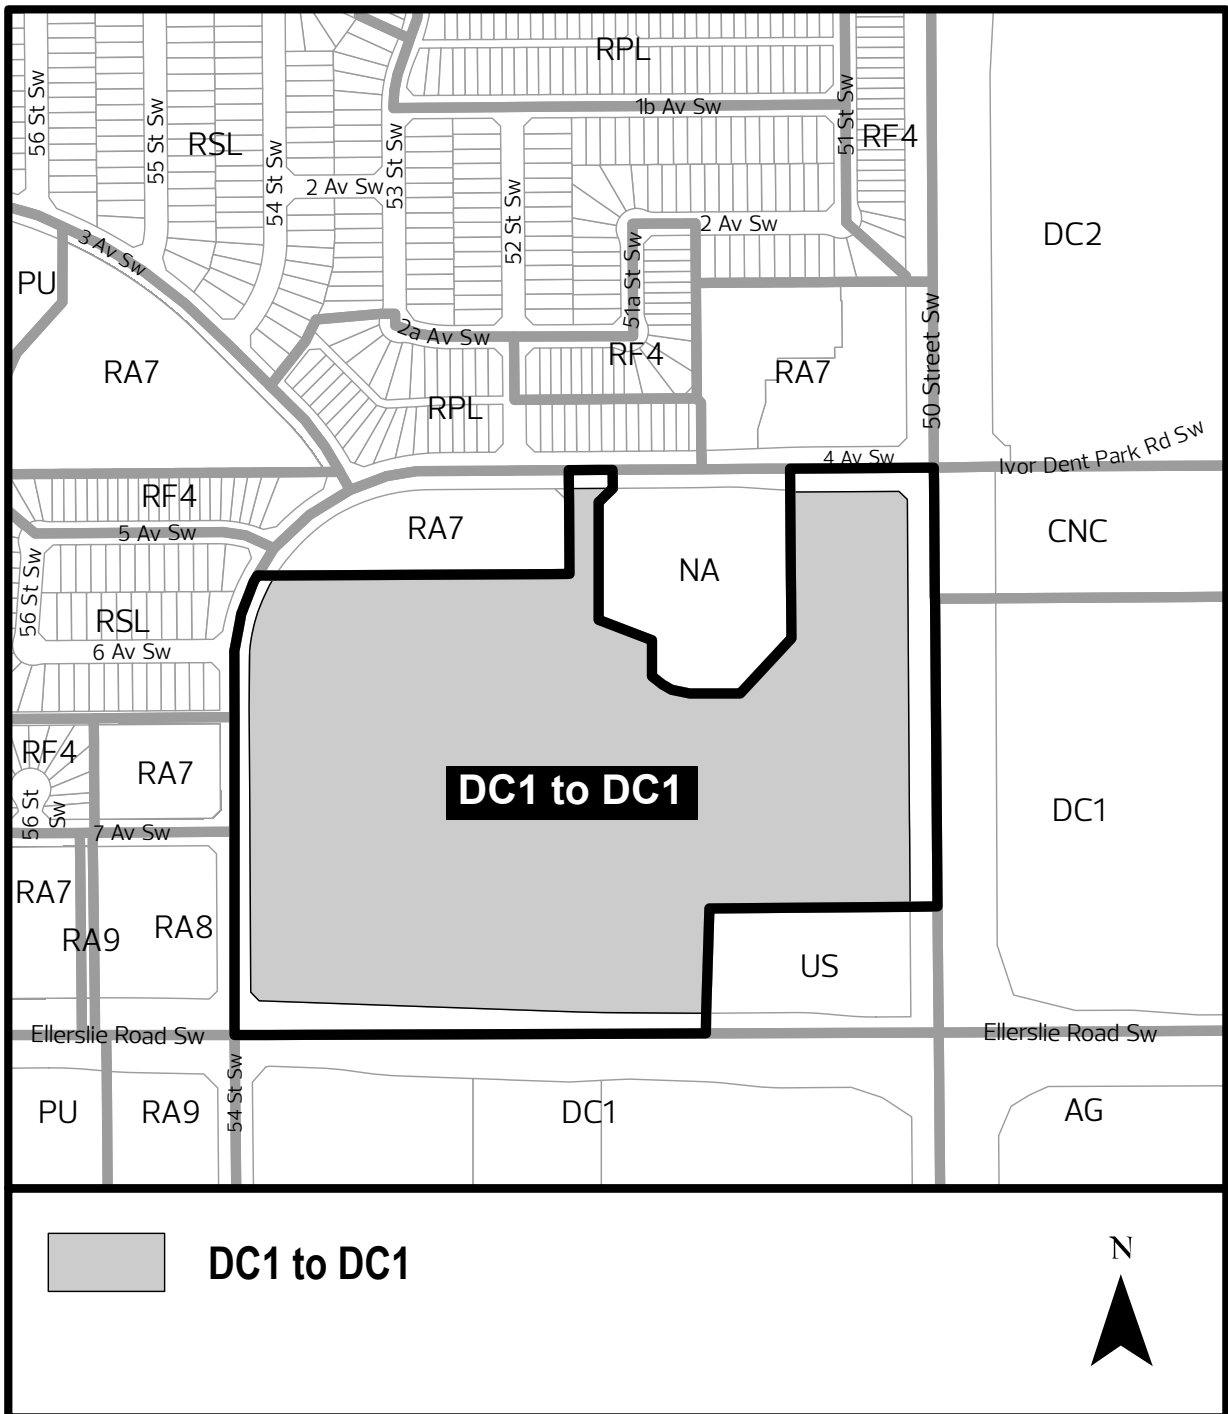 RPL
1b Av Sw
56 St Sw
55 St Sw
RSL
54 St Sw
2 Av Sw
53 St Sw
52 St Sw
51 St Sw
RF4
2 Av Sw
DC2
3 Av Sw
PU
51a St Sw
2a Av Sw
RF4
RA7
RA7
50 Street Sw
RPL
4 Av Sw
Ivor Dent Park Rd Sw
RF4
5 Av Sw
RA7
CNC
NA
56 St Sw
RSL
6 Av Sw
RF4
RA7
DC1 to DC1
DC1
56 St
Sw
7 Av Sw
RA7
RA9
RA8
US
Ellerslie Road Sw
Ellerslie Road Sw
54 St Sw
PU
RA9
DC1
AG
DC1 to DC1
N